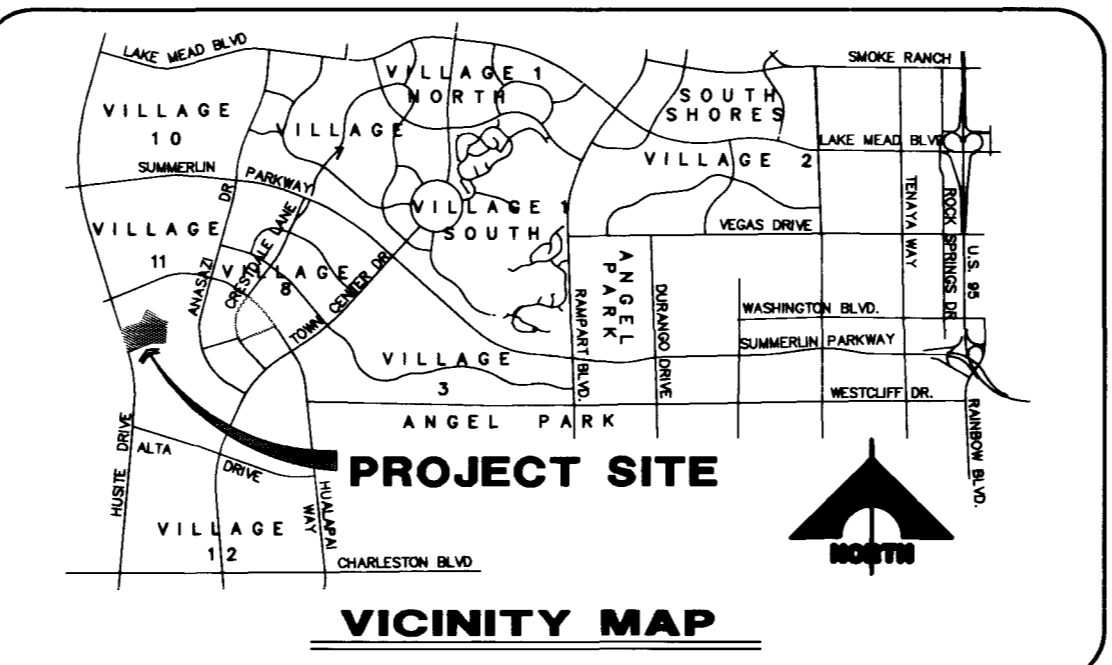 LAKE MEAD BLVD
SMOKE RANCH
VILLAGE 1
NORTH
SOUTH
SHORES
VILLAGE
10
VILLAGE
7
LAKE MEAD BLVD
VILLAGE 2
SUMMERLIN PARKWAY
DR
ANASAZI
TENAYA WAY
ROCK SPRINGS DR
U.S. 95
VILLAGE
11
CRESTDALE DANE
VILLAGE 1
SOUTH
VEGAS DRIVE
VILLAGE
8
TOWN CENTER DR.
ANGEL
PARK
RAMPART BLVD.
DURANGO DRIVE
WASHINGTON BLVD.
SUMMERLIN PARKWAY
VILLAGE
3
WESTCLIFF DR.
ANGEL PARK
RAINBOW BLVD.
HUSITE DRIVE
ALTA DRIVE
PROJECT SITE
HUALAPAI
WAY
VILLAGE
12
CHARLESTON BLVD
NORTH
VICINITY MAP